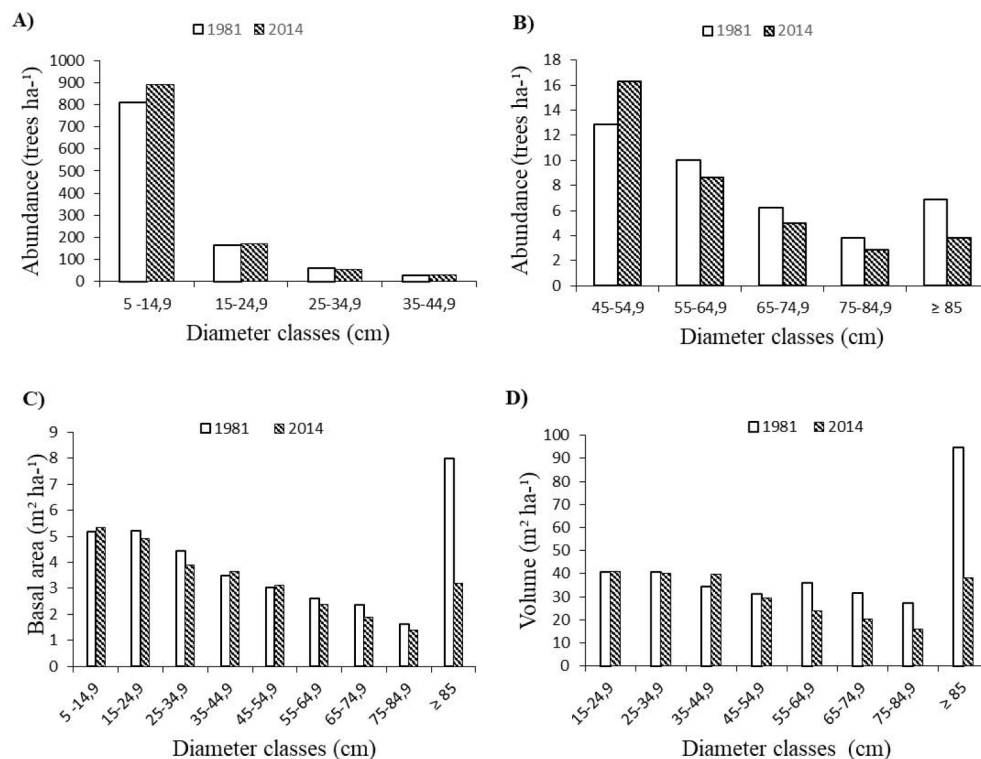 A)
1981 2014
Abundance (trees ha-¹)
1000
900
800
700
600
500
400
300
200
100
0
5 -14,9 15-24,9 25-34,9 35-44,9
Diameter classes (cm)
B)
1981 2014
Abundance (trees ha-¹)
18
16
14
12
10
8
6
4
2
0
45-54,9 55-64,9 65-74,9 75-84,9 ≥ 85
Diameter classes (cm)
C)
1981 2014
Basal area (m² ha-¹)
9
8
7
6
5
4
3
2
1
0
5 -14,9 15-24,9 25-34,9 35-44,9 45-54,9 55-64,9 65-74,9 75-84,9 ≥ 85
Diameter classes (cm)
D)
1981 2014
Volume (m² ha-¹)
100
90
80
70
60
50
40
30
20
10
0
15-24,9 25-34,9 35-44,9 45-54,9 55-64,9 65-74,9 75-84,9 ≥ 85
Diameter classes (cm)